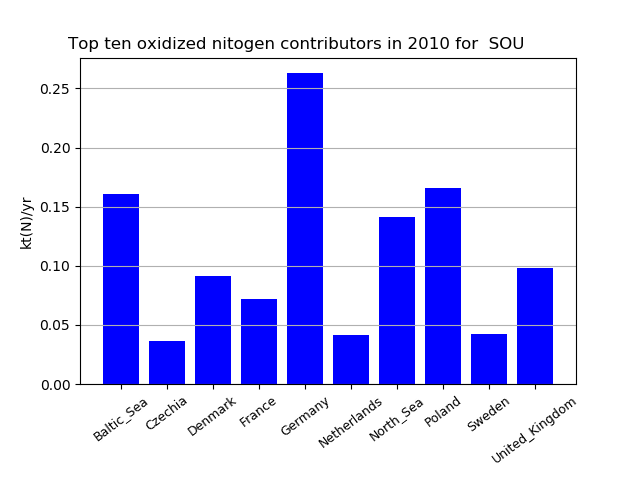 Top ten oxidized nitogen contributors in 2010 for  SOU
kt(N)/yr
0.25
0.20
0.15
0.10
0.05
0.00
Baltic_Sea
Czechia
Denmark
France
Germany
Netherlands
North_Sea
Poland
Sweden
United_Kingdom